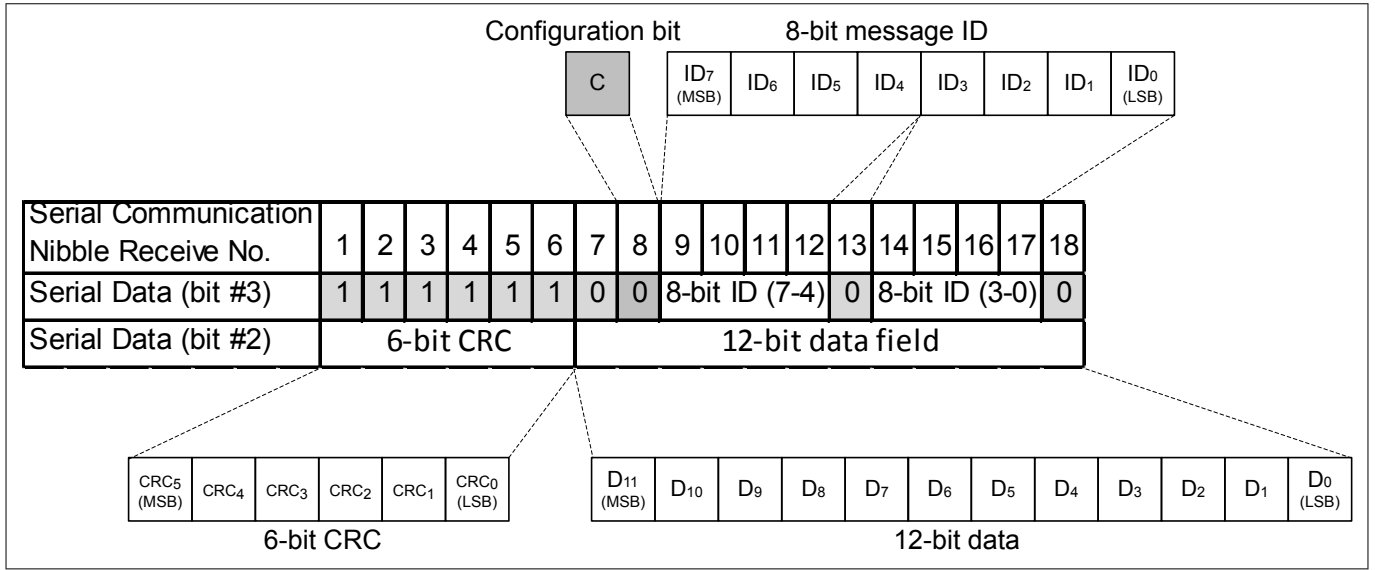 Configuration bit 8-bit message ID
C ID7 (MSB) ID6 ID5 ID4 ID3 ID2 ID1 ID0 (LSB)
Serial Communication Nibble Receive No. 1 2 3 4 5 6 7 8 9 10 11 12 13 14 15 16 17 18
Serial Data (bit #3) 1 1 1 1 1 1 0 0 8-bit ID (7-4) 0 8-bit ID (3-0) 0
Serial Data (bit #2) 6-bit CRC 12-bit data field
CRC5 (MSB) CRC4 CRC3 CRC2 CRC1 CRC0 (LSB) D11 (MSB) D10 D9 D8 D7 D6 D5 D4 D3 D2 D1 D0 (LSB)
6-bit CRC 12-bit data